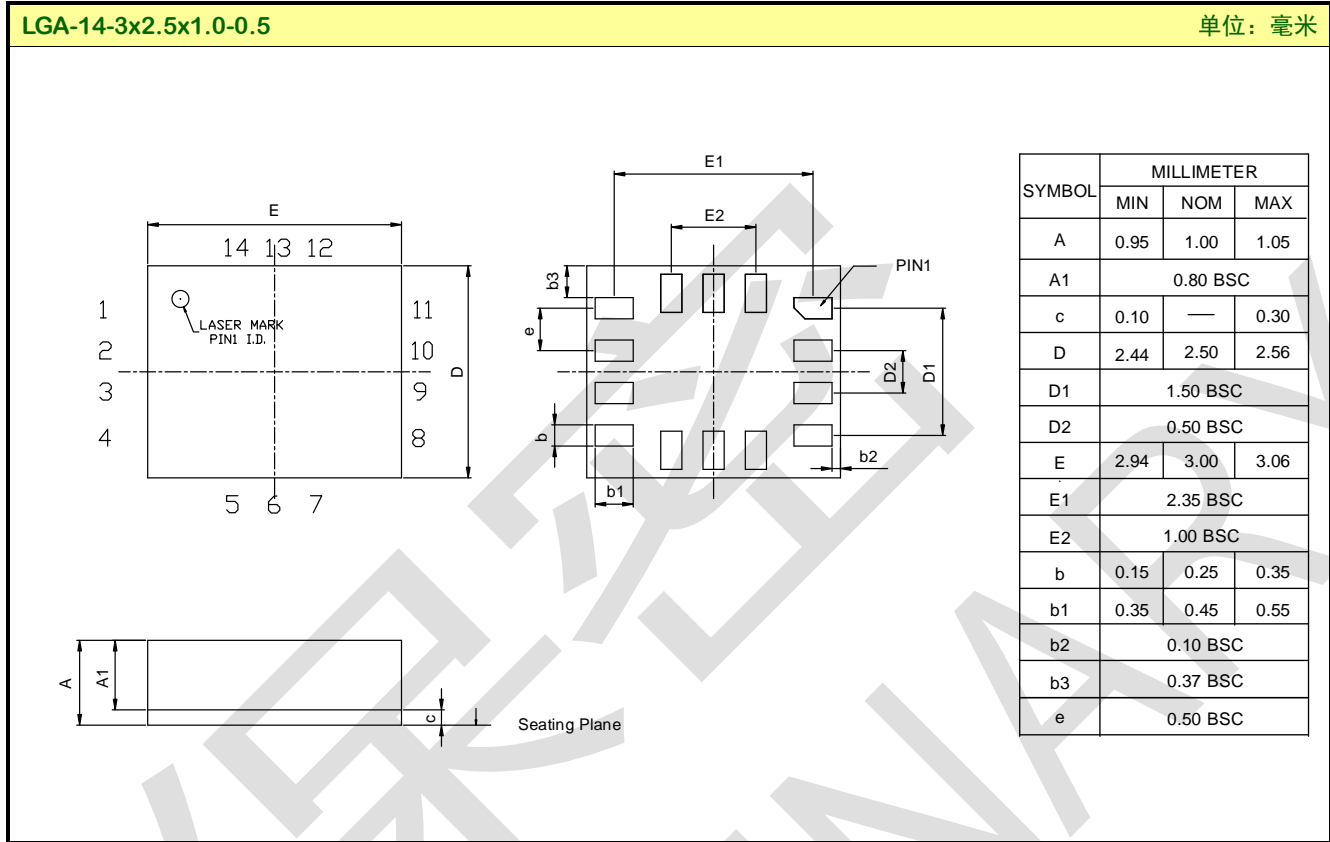 LGA-14-3x2.5x1.0-0.5 单位：毫米
E
14 13 12
1
2
3
4
LASER MARK
PIN1 I.D.
11
10
9
8
D
5 6 7
E1
E2
PIN1
b3
e
b
b1
D2
D1
b2
A
A1
c
Seating Plane
SYMBOL MILLIMETER
MIN NOM MAX
A 0.95 1.00 1.05
A1 0.80 BSC
c 0.10 — 0.30
D 2.44 2.50 2.56
D1 1.50 BSC
D2 0.50 BSC
E 2.94 3.00 3.06
E1 2.35 BSC
E2 1.00 BSC
b 0.15 0.25 0.35
b1 0.35 0.45 0.55
b2 0.10 BSC
b3 0.37 BSC
e 0.50 BSC
保密
NARY